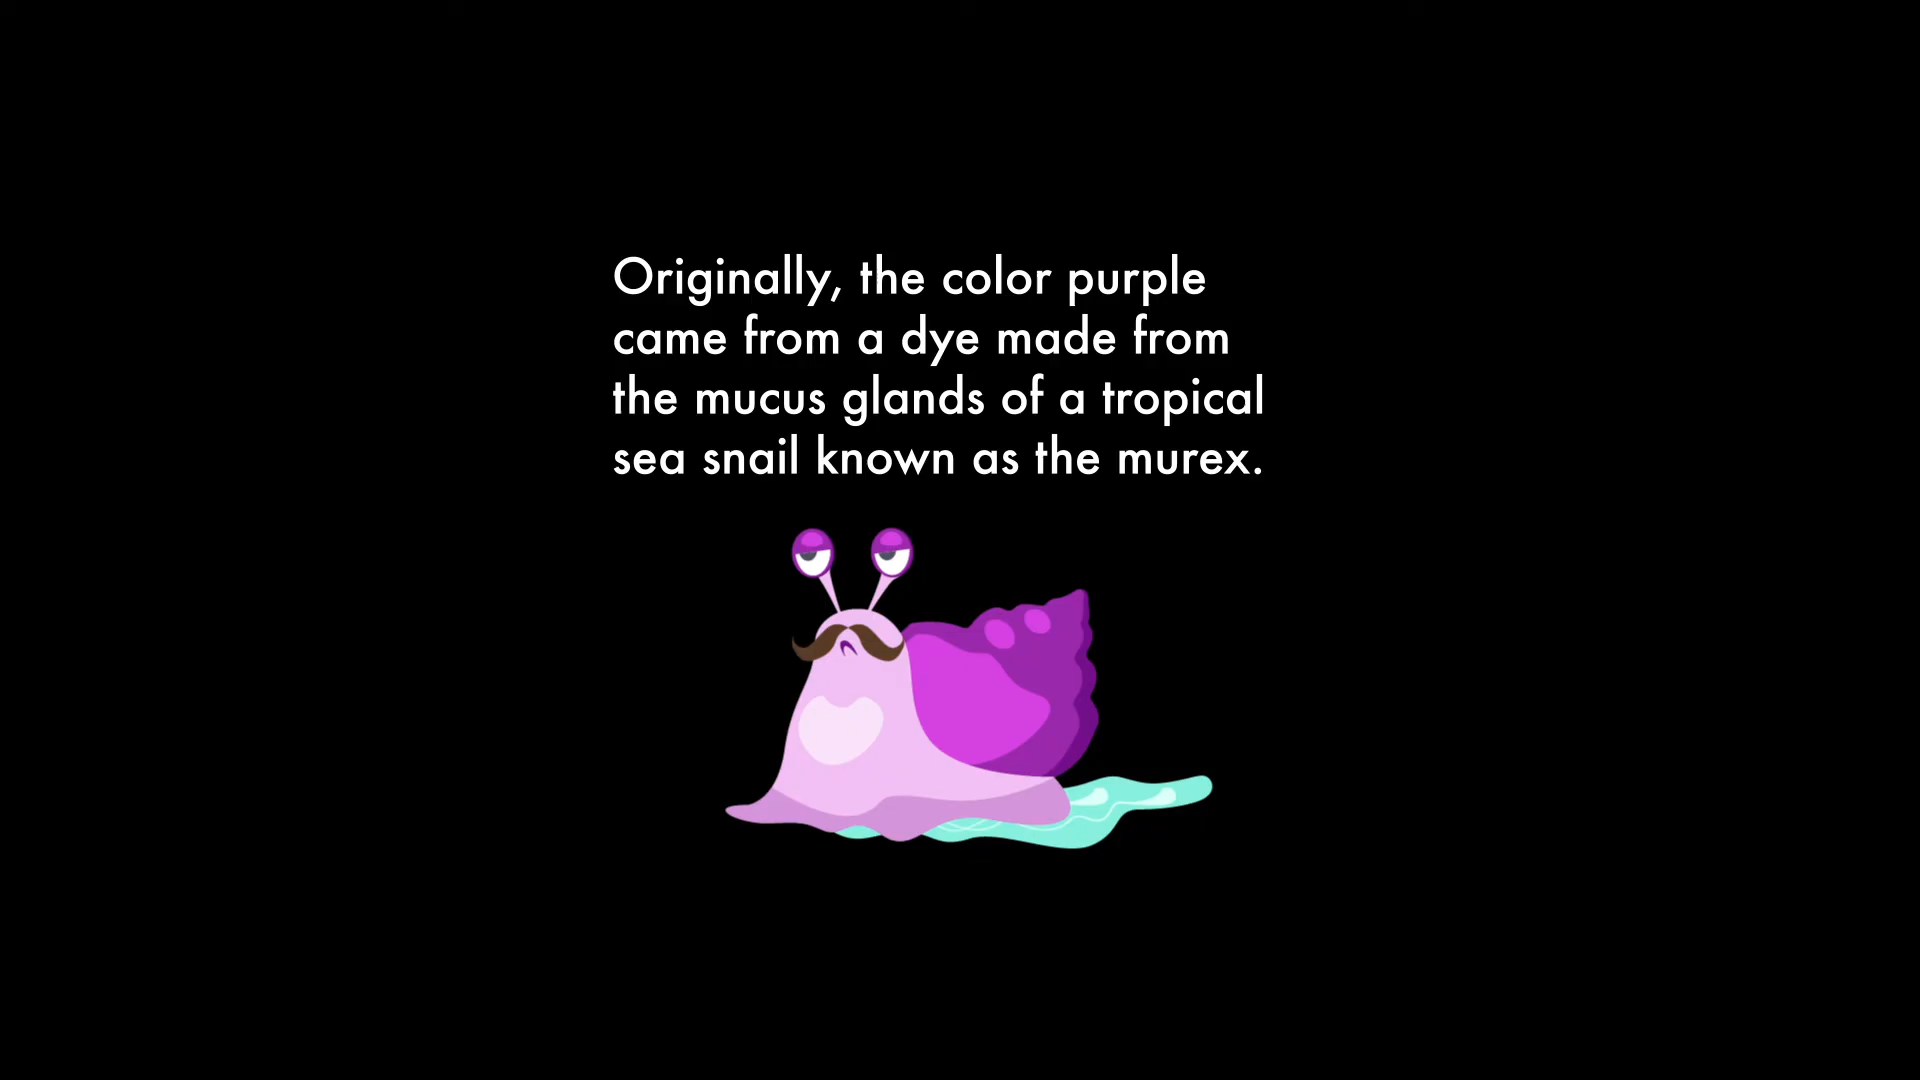 Originally, the color purple
came from a dye made from
the mucus glands of a tropical
sea snail known as the murex.